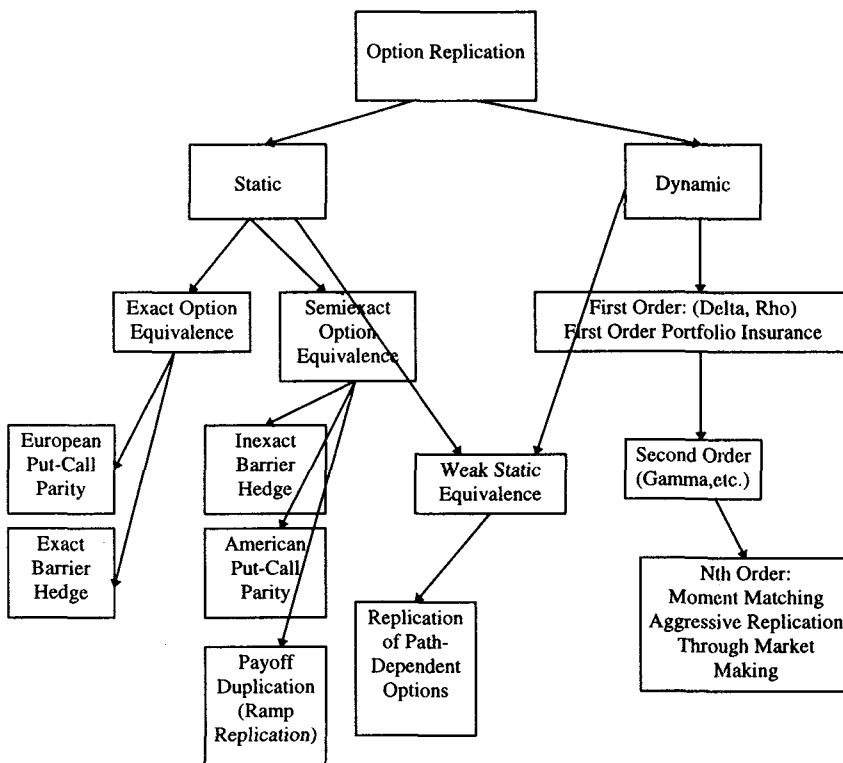 Option Replication
Static
Dynamic
Exact Option
Equivalence
Semiexact
Option
Equivalence
First Order: (Delta, Rho)
First Order Portfolio Insurance
European
Put-Call
Parity
Inexact
Barrier
Hedge
Weak Static
Equivalence
Second Order
(Gamma,etc.)
Exact
Barrier
Hedge
American
Put-Call
Parity
Replication
of Path-
Dependent
Options
Nth Order:
Moment Matching
Aggressive Replication
Through Market
Making
Payoff
Duplication
(Ramp
Replication)